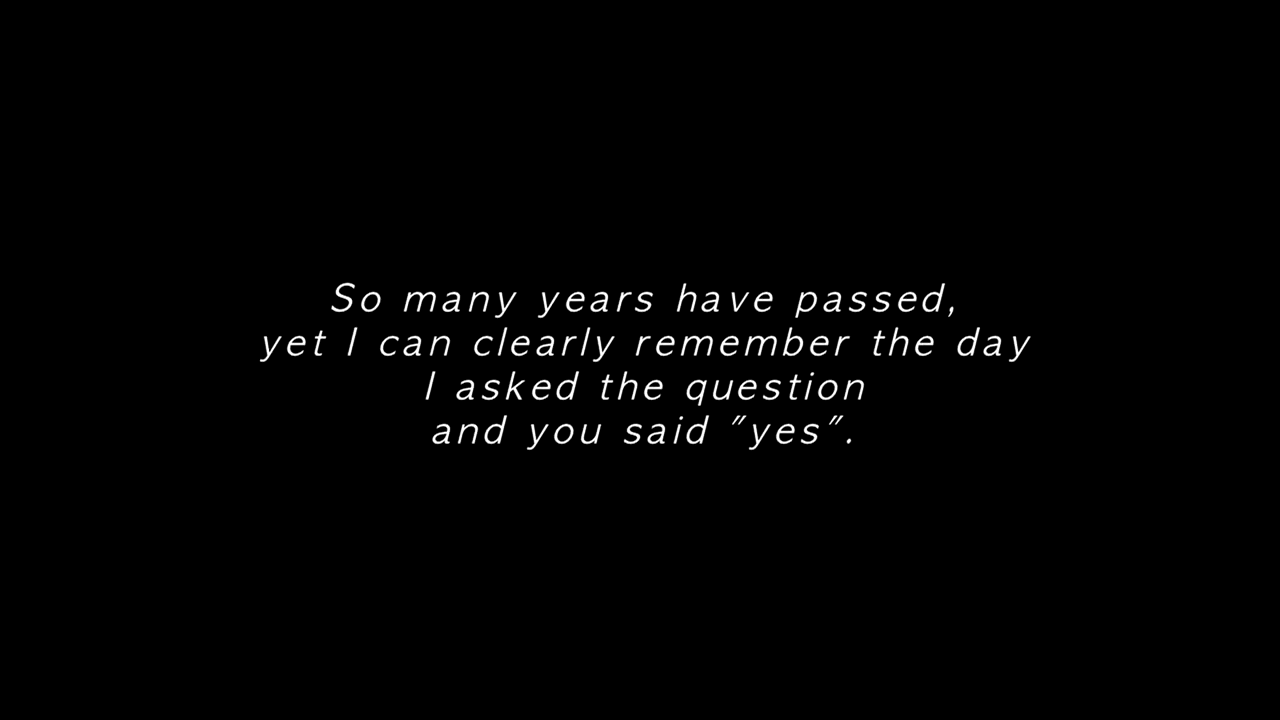 So many years have passed,
yet I can clearly remember the day
I asked the question
and you said "yes".